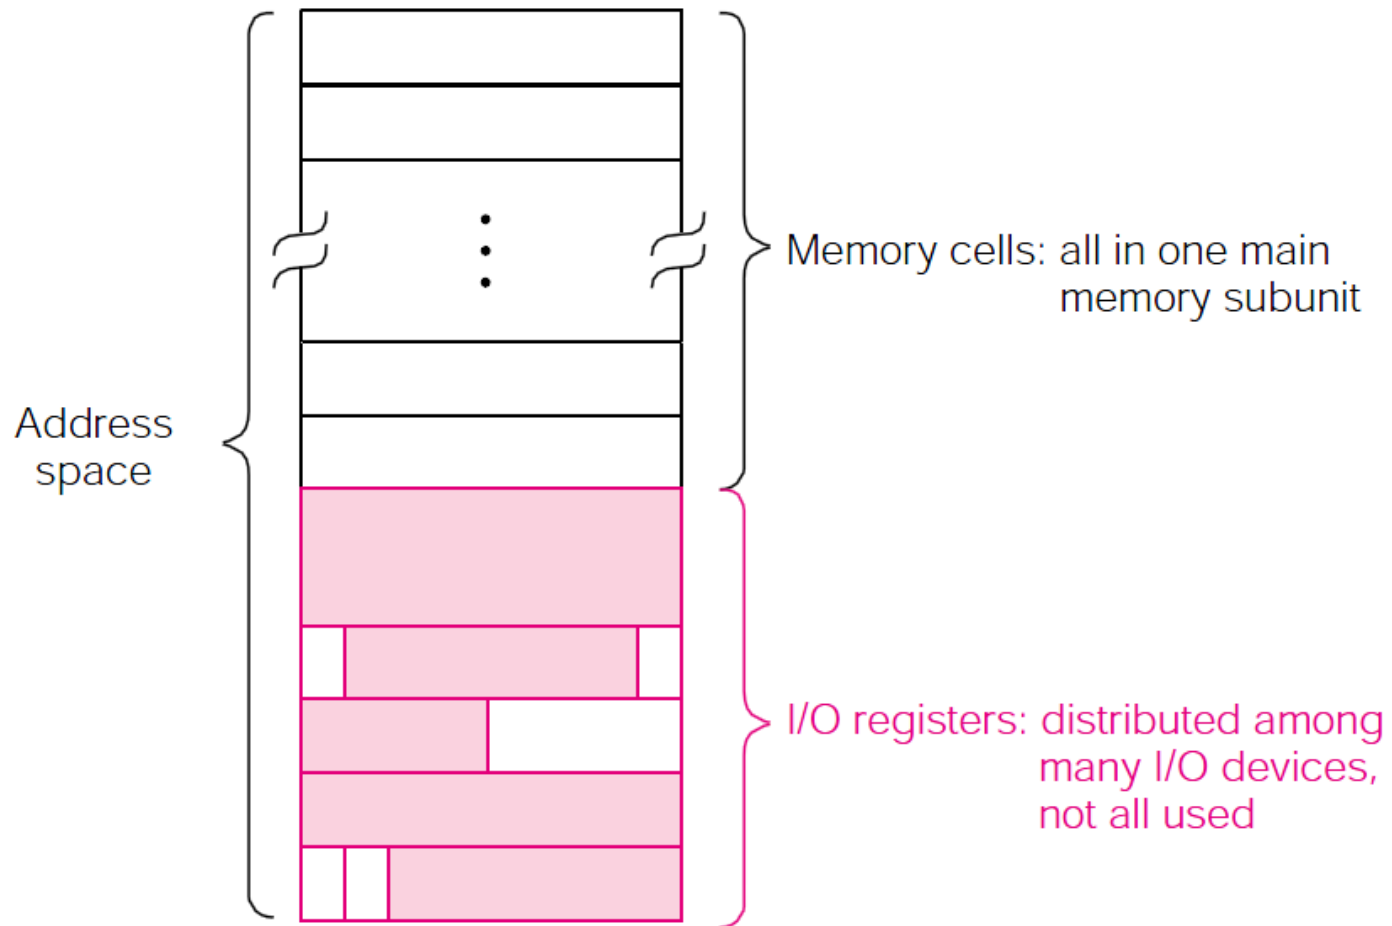 Address
space
Memory cells: all in one main
memory subunit
I/O registers: distributed among
many I/O devices,
not all used